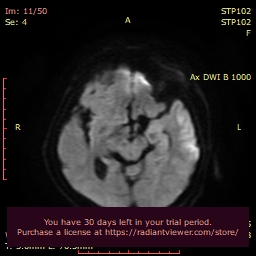 Im: 11/50
STP102
Se: 4
STP102
F
A
Ax DWI B 1000
R
L
You have 30 days left in your trial period.
Purchase a license at https://radiantviewer.com/store/